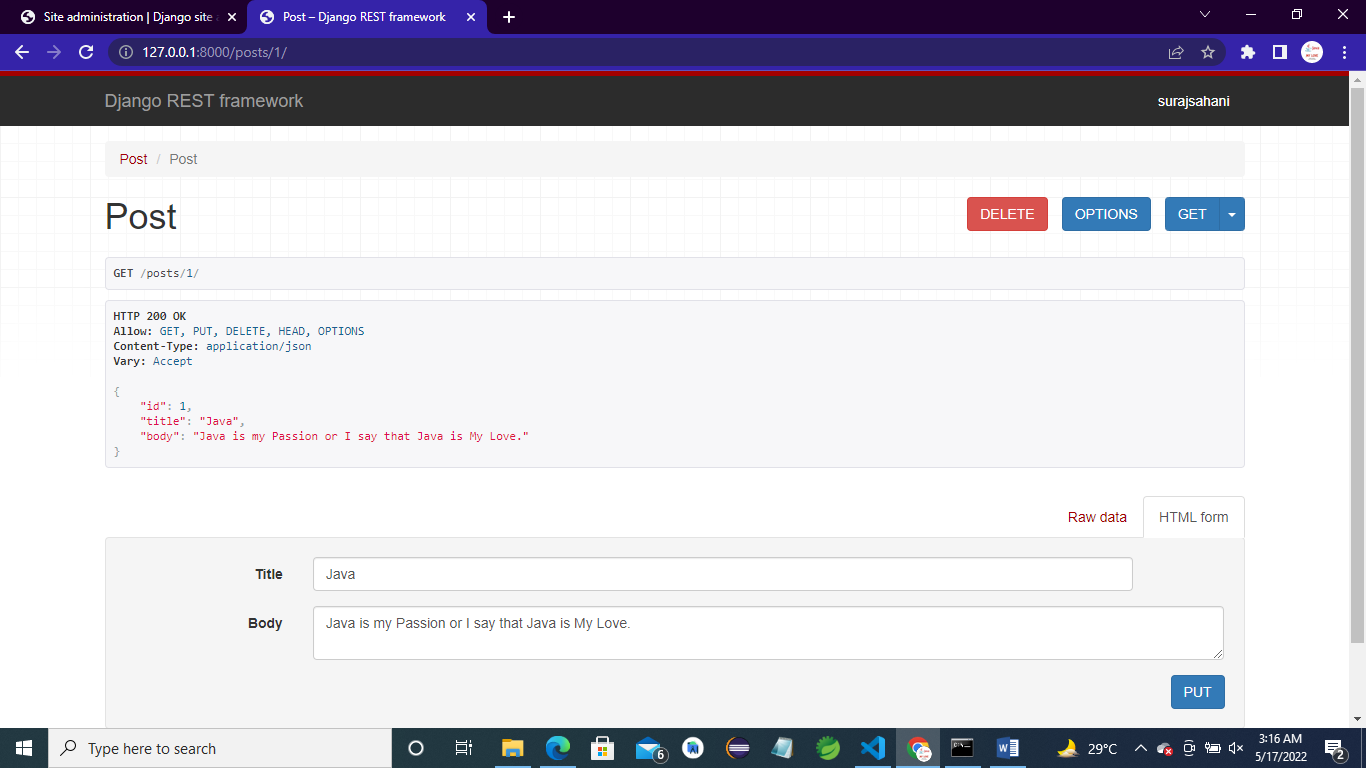 Site administration | Django site a
Post – Django REST framework
127.0.0.1:8000/posts/1/
Django REST framework
surajsahani
Post / Post
Post
DELETE
OPTIONS
GET
GET /posts/1/
HTTP 200 OK
Allow: GET, PUT, DELETE, HEAD, OPTIONS
Content-Type: application/json
Vary: Accept
{
"id": 1,
"title": "Java",
"body": "Java is my Passion or I say that Java is My Love."
}
Raw data
HTML form
Title
Java
Body
Java is my Passion or I say that Java is My Love.
PUT
Type here to search
6
29°C
3:16 AM
5/17/2022
2